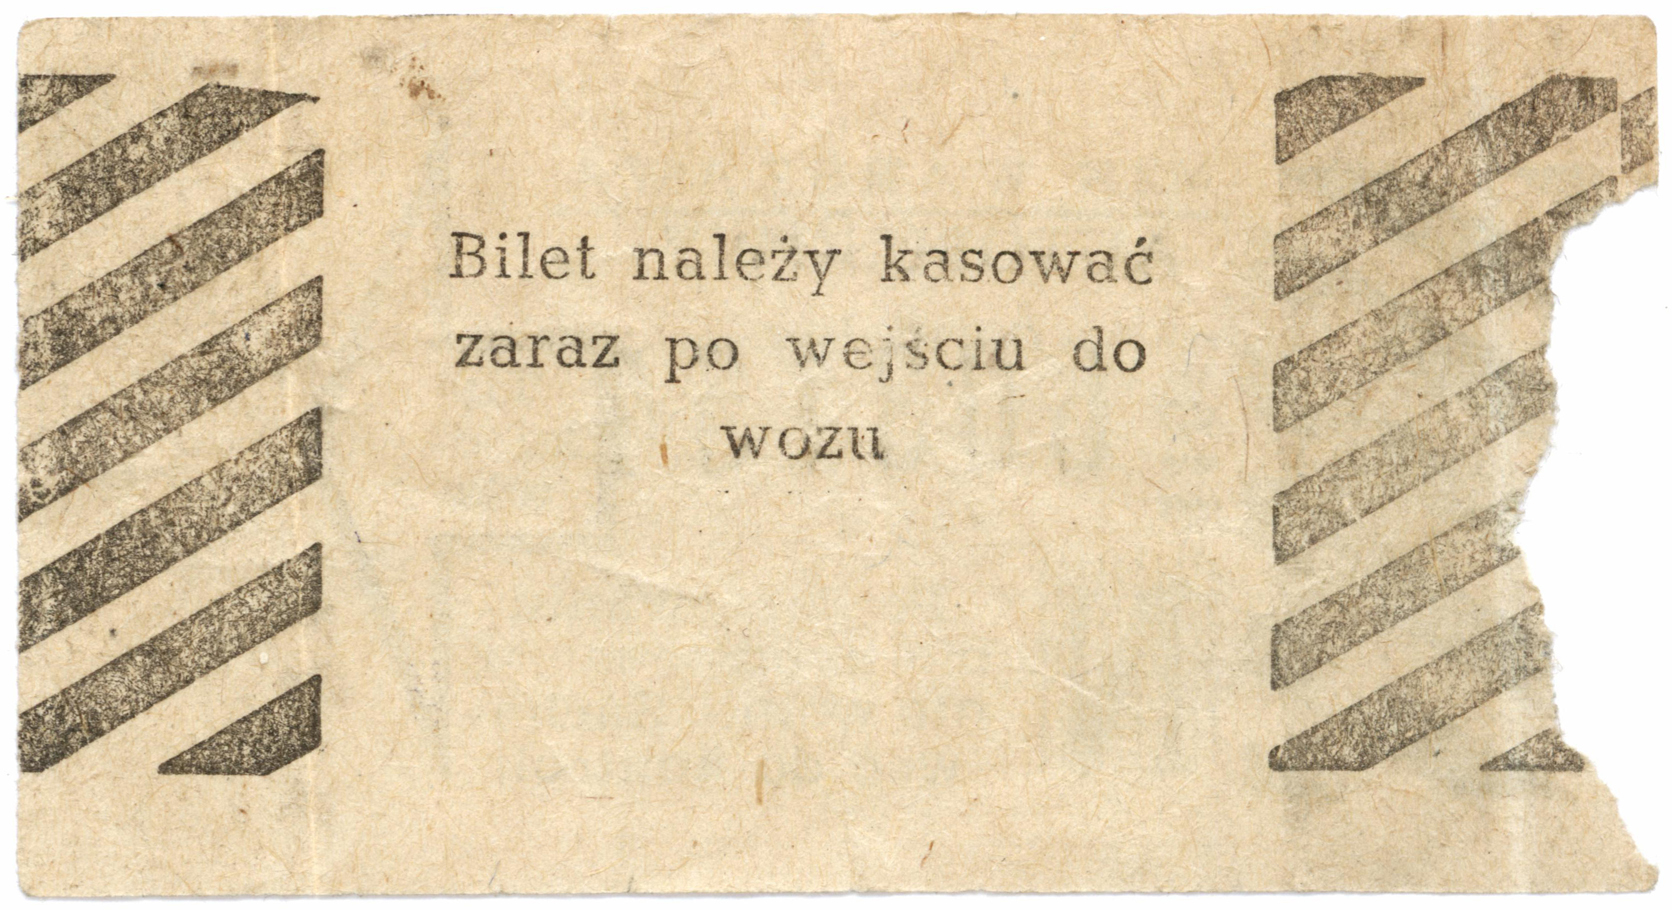 Bilet należy kasować
zaraz po wejściu do
wozu